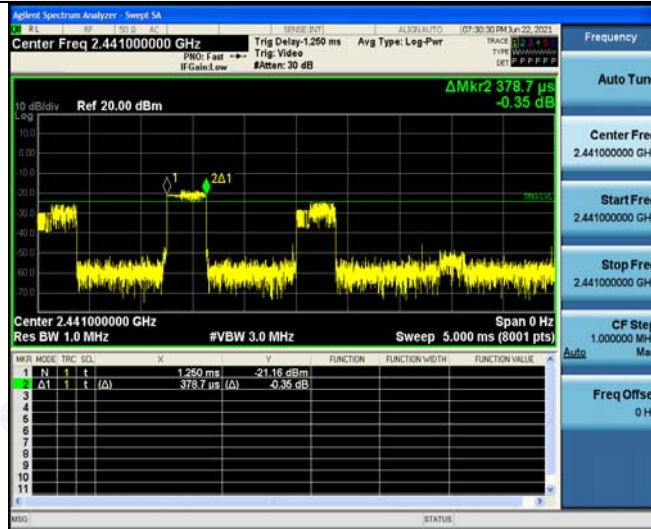 Agilent Spectrum Analyzer - Swept SA
RL RF 50 Ω AC SENSE:INT ALIGN AUTO 07:30:30 PM Jun 22, 2021
Center Freq 2.441000000 GHz
PNO: Fast
IFGain:Low
Trig Delay-1.250 ms
Trig: Video
#Atten: 30 dB
Avg Type: Log-Pwr
TRACE 1 2 3 4 5 6
TYPE
DET P P P P P P
ΔMkr2 378.7 µs
-0.35 dB
10 dB/div Ref 20.00 dBm
Log
10.0
0.00
-10.0
-20.0
-30.0
-40.0
-50.0
-60.0
-70.0
1
2Δ1
TRIG LVL
Center 2.441000000 GHz Span 0 Hz
Res BW 1.0 MHz #VBW 3.0 MHz Sweep 5.000 ms (8001 pts)
MKR MODE TRC SCL X Y FUNCTION FUNCTION WIDTH FUNCTION VALUE
1 N 1 t 1.250 ms -21.16 dBm
2 Δ1 1 t (Δ) 378.7 µs (Δ) -0.35 dB
3
4
5
6
7
8
9
10
11
MSG STATUS
Frequency
Auto Tun
Center Fre
2.441000000 GH
Start Fre
2.441000000 GH
Stop Fre
2.441000000 GH
CF Ste
1.000000 MH
Auto Ma
Freq Offse
0 H